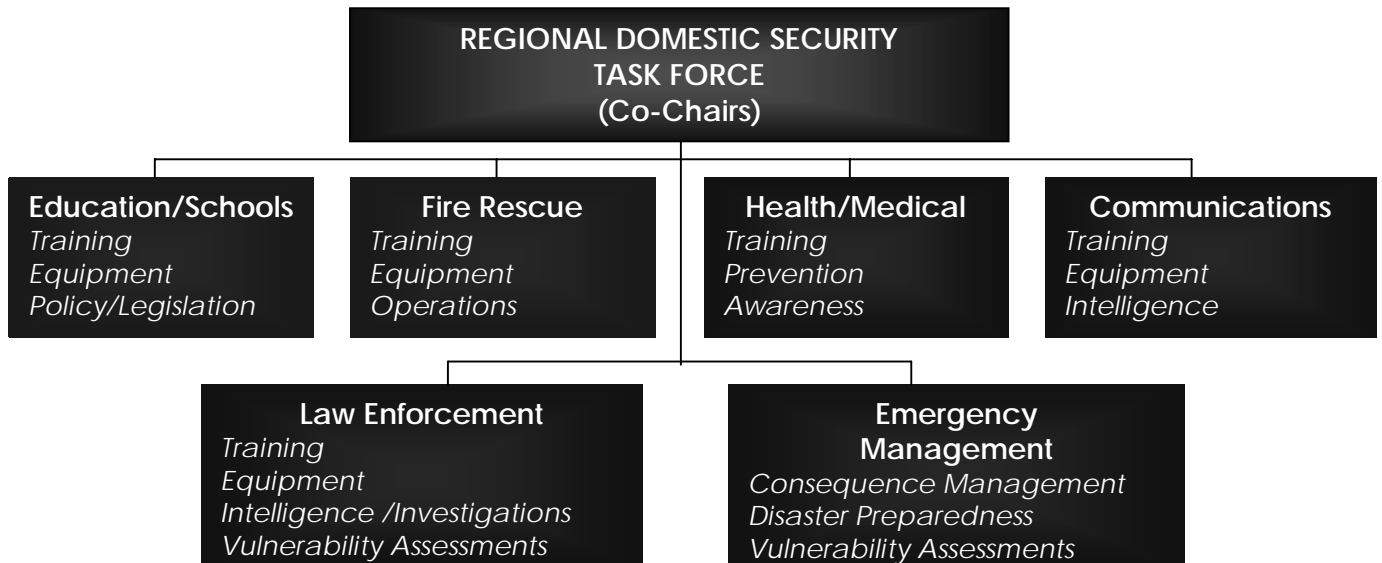 REGIONAL DOMESTIC SECURITY
TASK FORCE
(Co-Chairs)
Education/Schools
Training
Equipment
Policy/Legislation
Fire Rescue
Training
Equipment
Operations
Health/Medical
Training
Prevention
Awareness
Communications
Training
Equipment
Intelligence
Law Enforcement
Training
Equipment
Intelligence /Investigations
Vulnerability Assessments
Emergency
Management
Consequence Management
Disaster Preparedness
Vulnerability Assessments